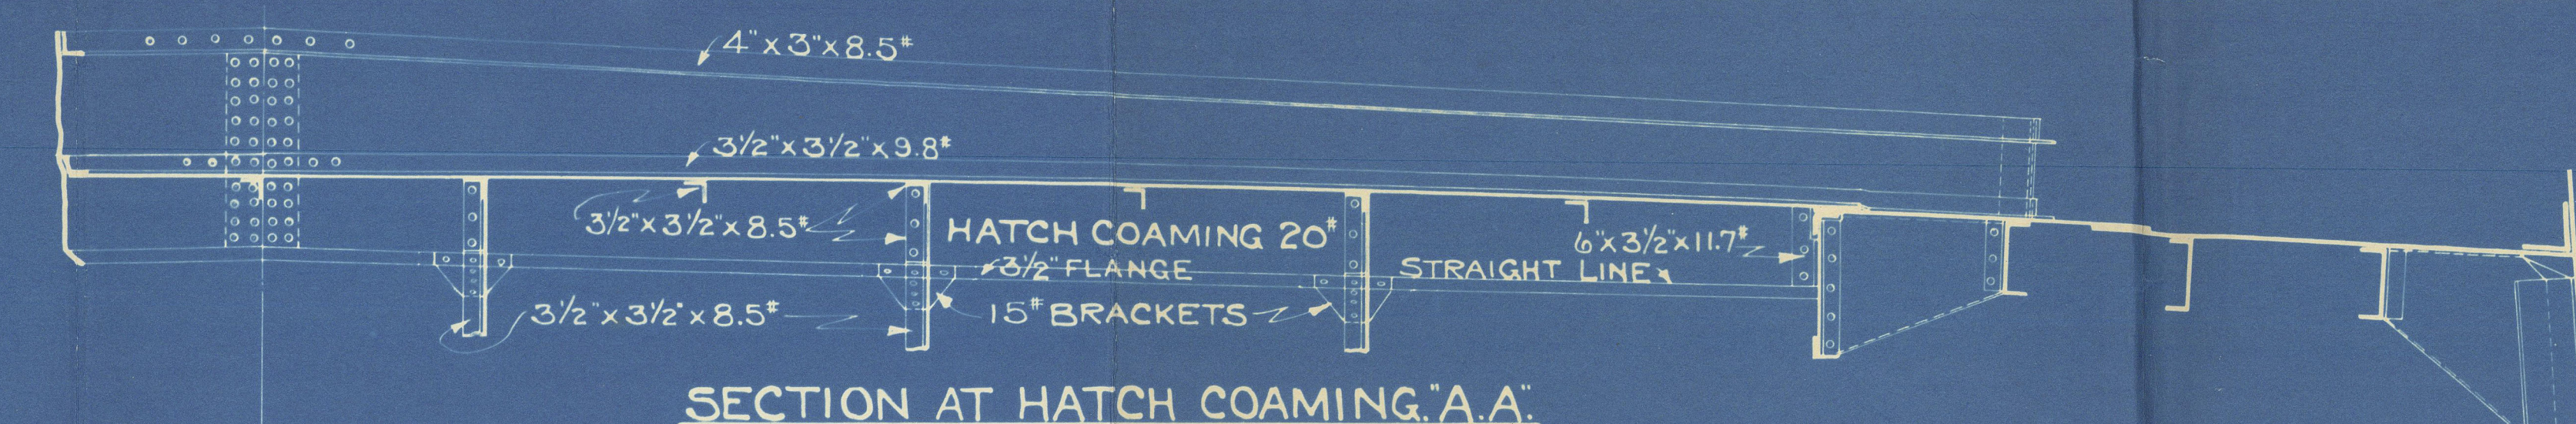 4"x3"x8.5#
3½"x3½"x9.8#
3½"x3½"x8.5#
HATCH COAMING 20#
6"x3½"x11.7#
3½" FLANGE
STRAIGHT LINE
3½"x3½"x8.5#
15# BRACKETS
SECTION AT HATCH COAMING."A.A".